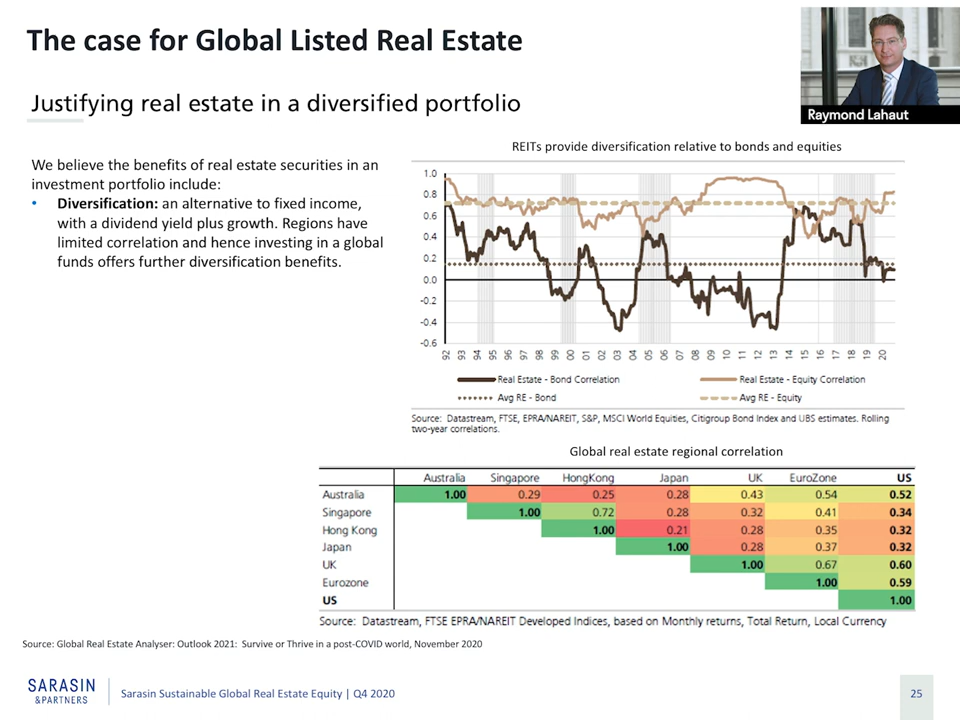 The case for Global Listed Real Estate
Raymond Lahaut
Justifying real estate in a diversified portfolio
We believe the benefits of real estate securities in an
investment portfolio include:
• Diversification: an alternative to fixed income,
with a dividend yield plus growth. Regions have
limited correlation and hence investing in a global
funds offers further diversification benefits.
REITs provide diversification relative to bonds and equities
1.0
0.8
0.6
0.4
0.2
0.0
-0.2
-0.4
-0.6
92 93 94 95 96 97 98 99 00 01 02 03 04 05 06 07 08 09 10 11 12 13 14 15 16 17 18 19 20
Real Estate - Bond Correlation Real Estate - Equity Correlation
Avg RE - Bond Avg RE - Equity
Source: Datastream, FTSE, EPRA/NAREIT, S&P, MSCI World Equities, Citigroup Bond Index and UBS estimates. Rolling
two-year correlations.
Global real estate regional correlation
Australia Singapore HongKong Japan UK EuroZone US
Australia 1.00 0.29 0.25 0.28 0.43 0.54 0.52
Singapore 1.00 0.72 0.28 0.32 0.41 0.34
Hong Kong 1.00 0.21 0.28 0.35 0.32
Japan 1.00 0.28 0.37 0.32
UK 1.00 0.67 0.60
Eurozone 1.00 0.59
US 1.00
Source: Datastream, FTSE EPRA/NAREIT Developed Indices, based on Monthly returns, Total Return, Local Currency
Source: Global Real Estate Analyser: Outlook 2021: Survive or Thrive in a post-COVID world, November 2020
SARASIN
& PARTNERS
Sarasin Sustainable Global Real Estate Equity | Q4 2020
25